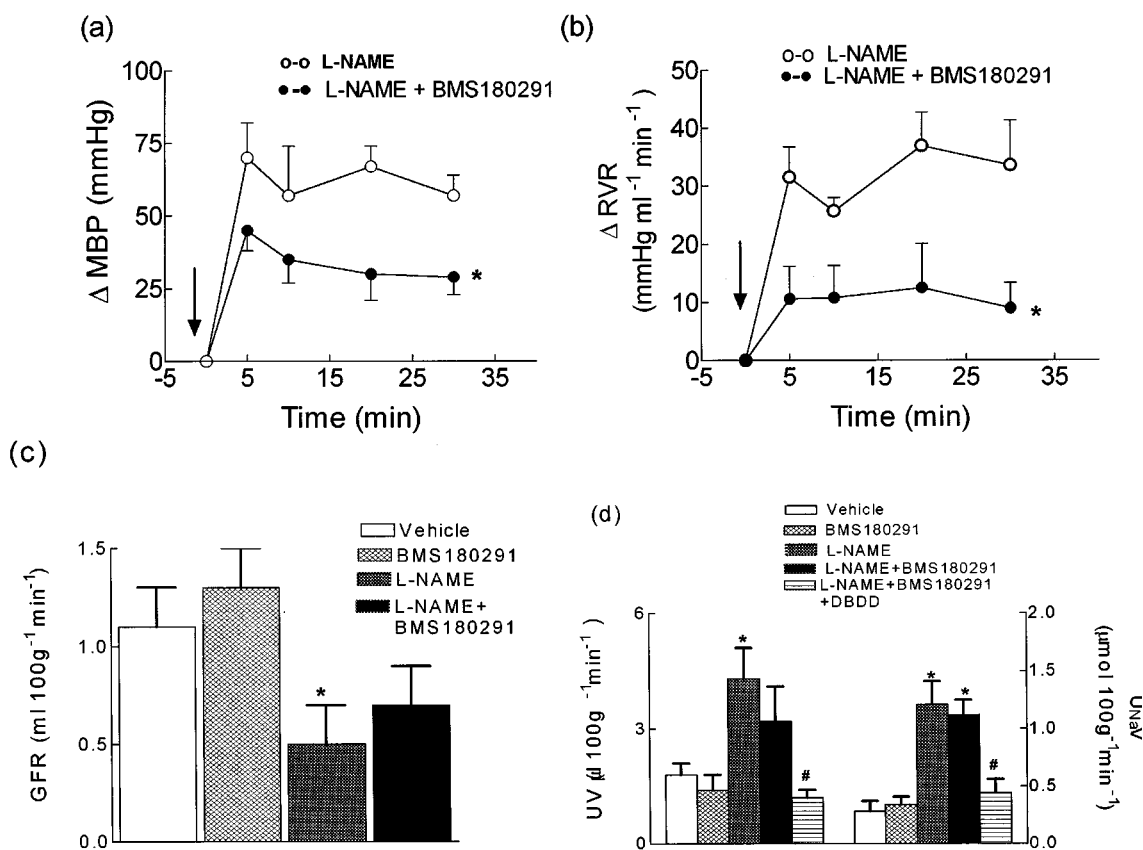 (a)
L-NAME
L-NAME + BMS180291
Δ MBP (mmHg)
100
75
50
25
0
*
-5 5 15 25 35
Time (min)
(b)
L-NAME
L-NAME + BMS180291
Δ RVR
(mmHg ml⁻¹ min⁻¹)
50
40
30
20
10
0
*
-5 5 15 25 35
Time (min)
(c)
Vehicle
BMS180291
L-NAME
L-NAME+
BMS180291
GFR (ml 100g⁻¹ min⁻¹)
1.5
1.0
0.5
0.0
*
(d)
Vehicle
BMS180291
L-NAME
L-NAME+BMS180291
L-NAME+BMS180291
+DBDD
UV (µl 100g⁻¹min⁻¹)
6
3
0
* # * * #
2.0
1.5
1.0
0.5
0.0
UNaV
(µmol 100g⁻¹min⁻¹)